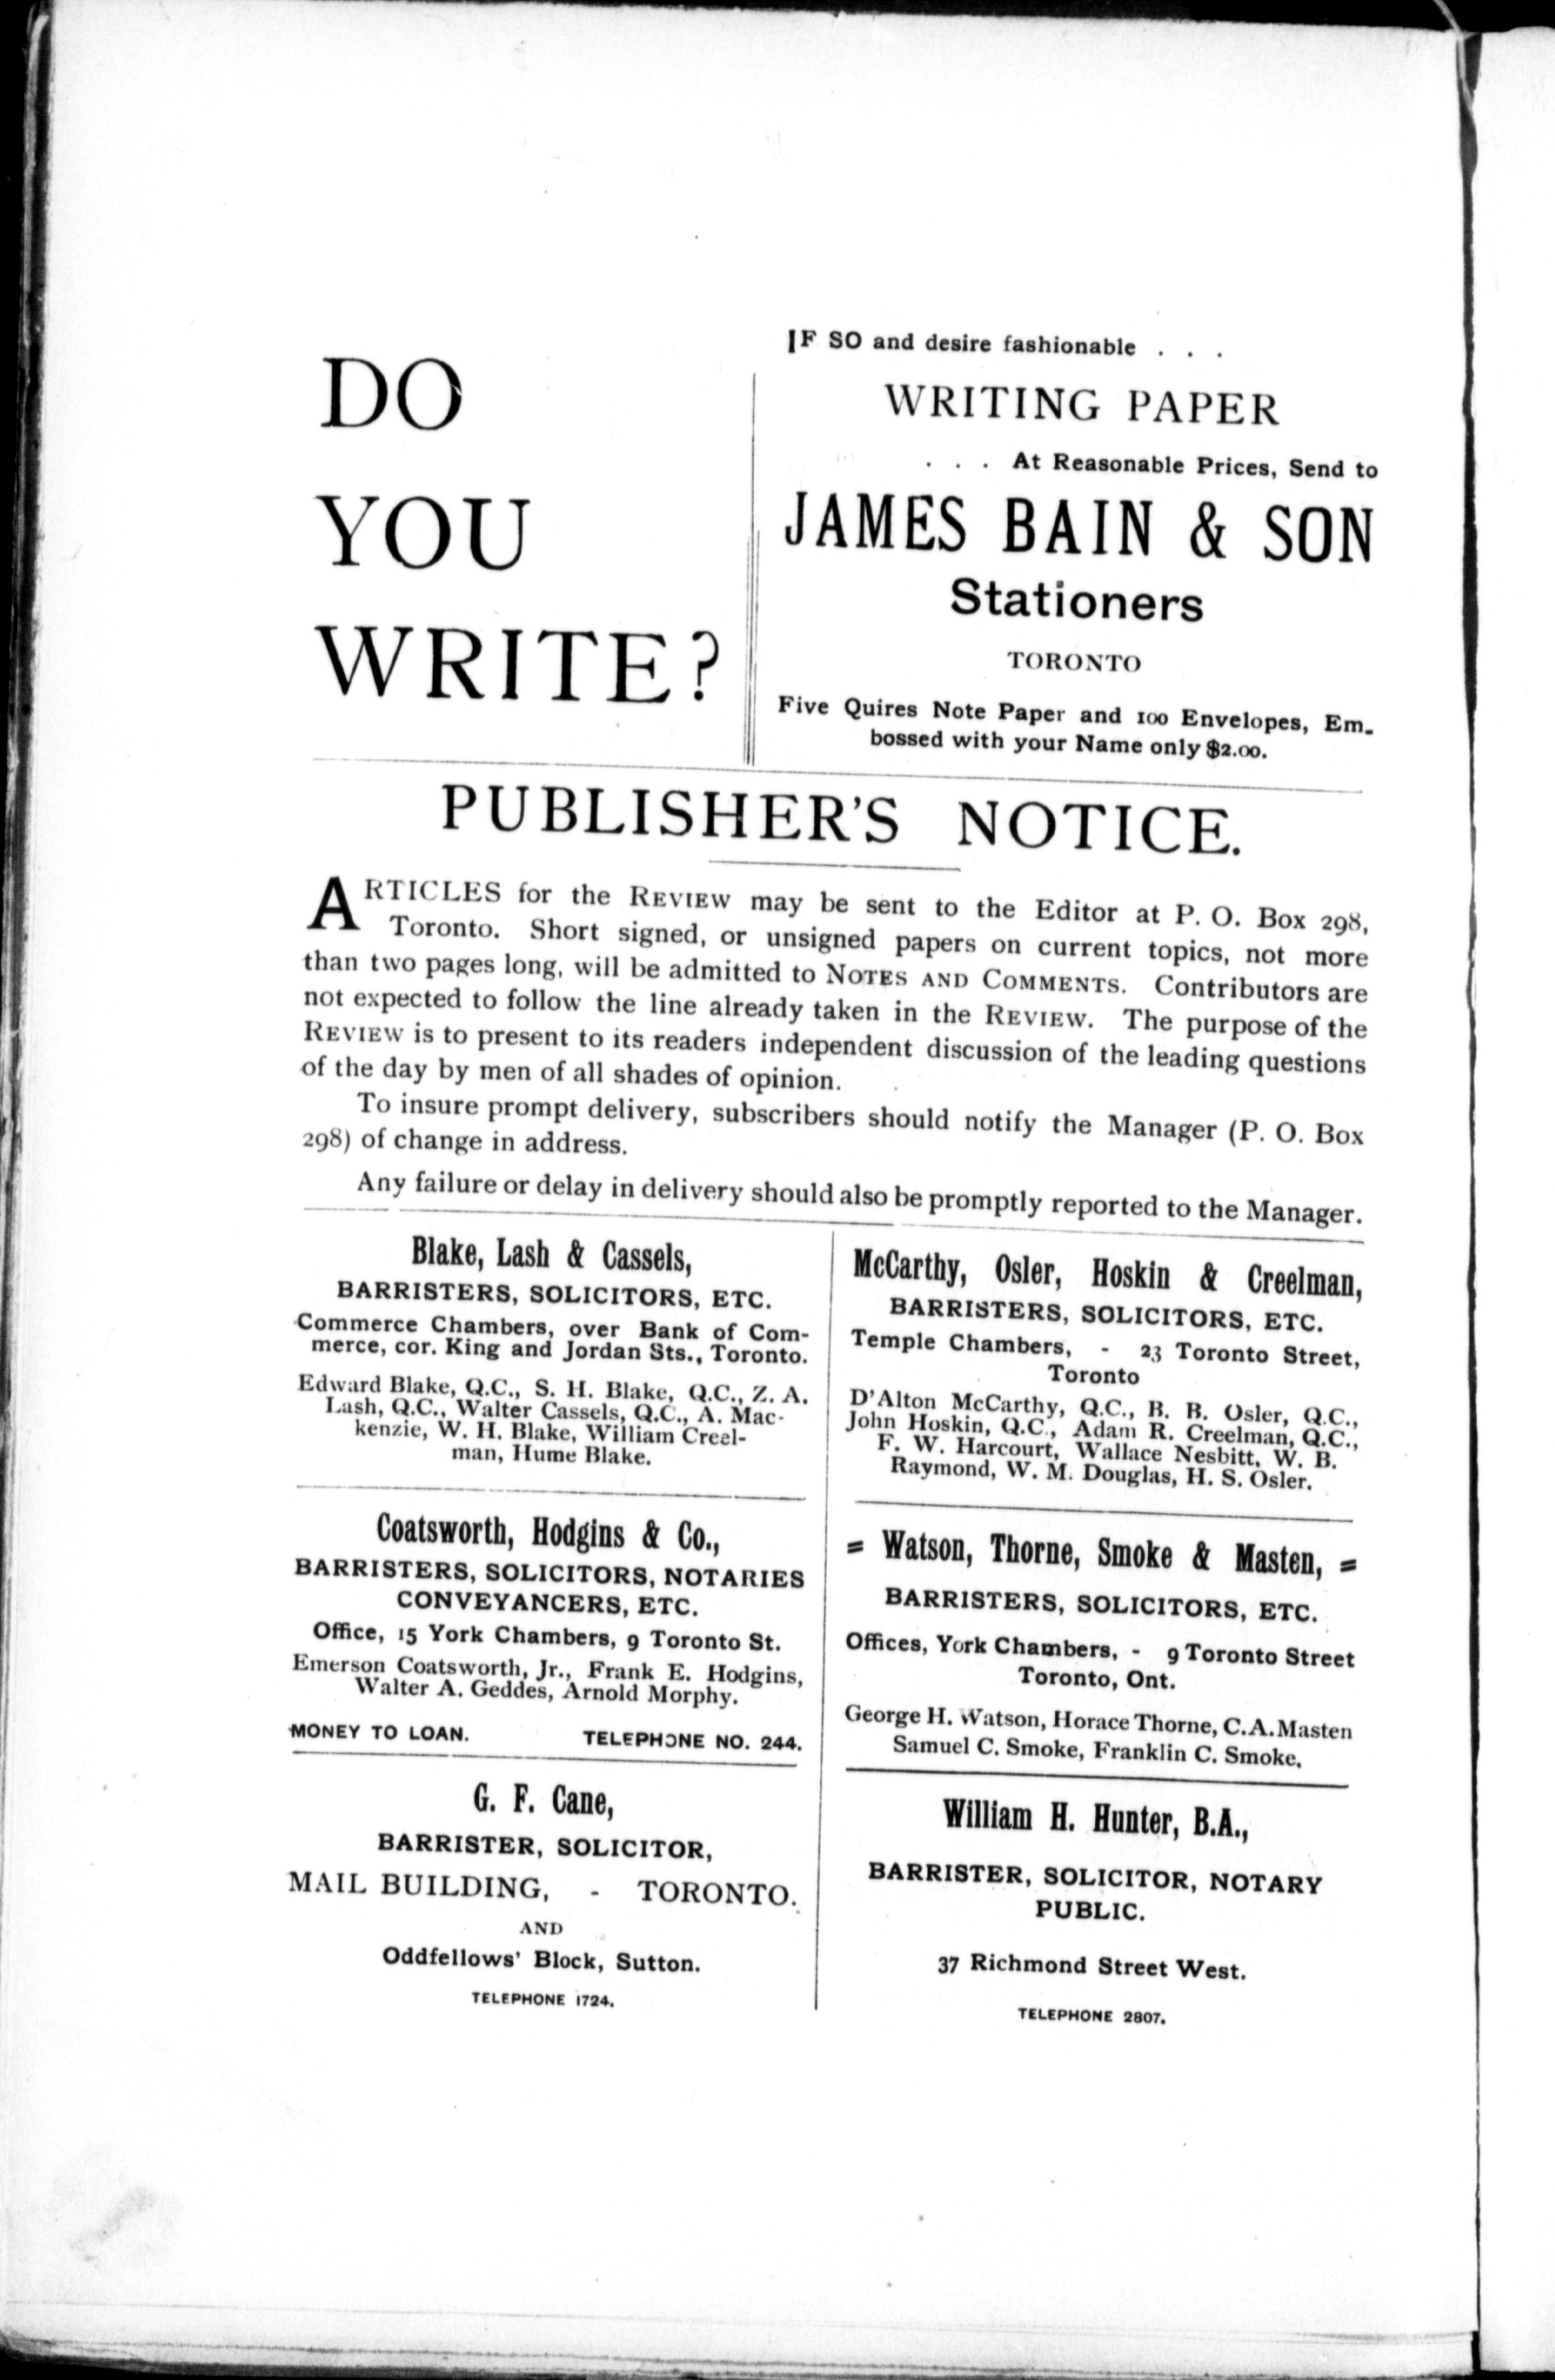 DO
YOU
WRITE?
IF SO and desire fashionable . . .
WRITING PAPER
. . . At Reasonable Prices, Send to
JAMES BAIN & SON
Stationers
TORONTO
Five Quires Note Paper and 100 Envelopes, Em-
bossed with your Name only $2.00.
PUBLISHER'S NOTICE.
ARTICLES for the REVIEW may be sent to the Editor at P. O. Box 298,
Toronto. Short signed, or unsigned papers on current topics, not more
than two pages long, will be admitted to NOTES AND COMMENTS. Contributors are
not expected to follow the line already taken in the REVIEW. The purpose of the
REVIEW is to present to its readers independent discussion of the leading questions
of the day by men of all shades of opinion.
To insure prompt delivery, subscribers should notify the Manager (P. O. Box
298) of change in address.
Any failure or delay in delivery should also be promptly reported to the Manager.
Blake, Lash & Cassels,
BARRISTERS, SOLICITORS, ETC.
Commerce Chambers, over Bank of Com-
merce, cor. King and Jordan Sts., Toronto.
Edward Blake, Q.C., S. H. Blake, Q.C., Z. A.
Lash, Q.C., Walter Cassels, Q.C., A. Mac-
kenzie, W. H. Blake, William Creel-
man, Hume Blake.
Coatsworth, Hodgins & Co.,
BARRISTERS, SOLICITORS, NOTARIES
CONVEYANCERS, ETC.
Office, 15 York Chambers, 9 Toronto St.
Emerson Coatsworth, Jr., Frank E. Hodgins,
Walter A. Geddes, Arnold Morphy.
MONEY TO LOAN. TELEPHONE NO. 244.
G. F. Cane,
BARRISTER, SOLICITOR,
MAIL BUILDING, - TORONTO.
AND
Oddfellows' Block, Sutton.
TELEPHONE 1724.
McCarthy, Osler, Hoskin & Creelman,
BARRISTERS, SOLICITORS, ETC.
Temple Chambers, - 23 Toronto Street,
Toronto
D'Alton McCarthy, Q.C., B. B. Osler, Q.C.,
John Hoskin, Q.C., Adam R. Creelman, Q.C.,
F. W. Harcourt, Wallace Nesbitt, W. B.
Raymond, W. M. Douglas, H. S. Osler.
= Watson, Thorne, Smoke & Masten, =
BARRISTERS, SOLICITORS, ETC.
Offices, York Chambers, - 9 Toronto Street
Toronto, Ont.
George H. Watson, Horace Thorne, C.A. Masten
Samuel C. Smoke, Franklin C. Smoke.
William H. Hunter, B.A.,
BARRISTER, SOLICITOR, NOTARY
PUBLIC.
37 Richmond Street West.
TELEPHONE 2807.